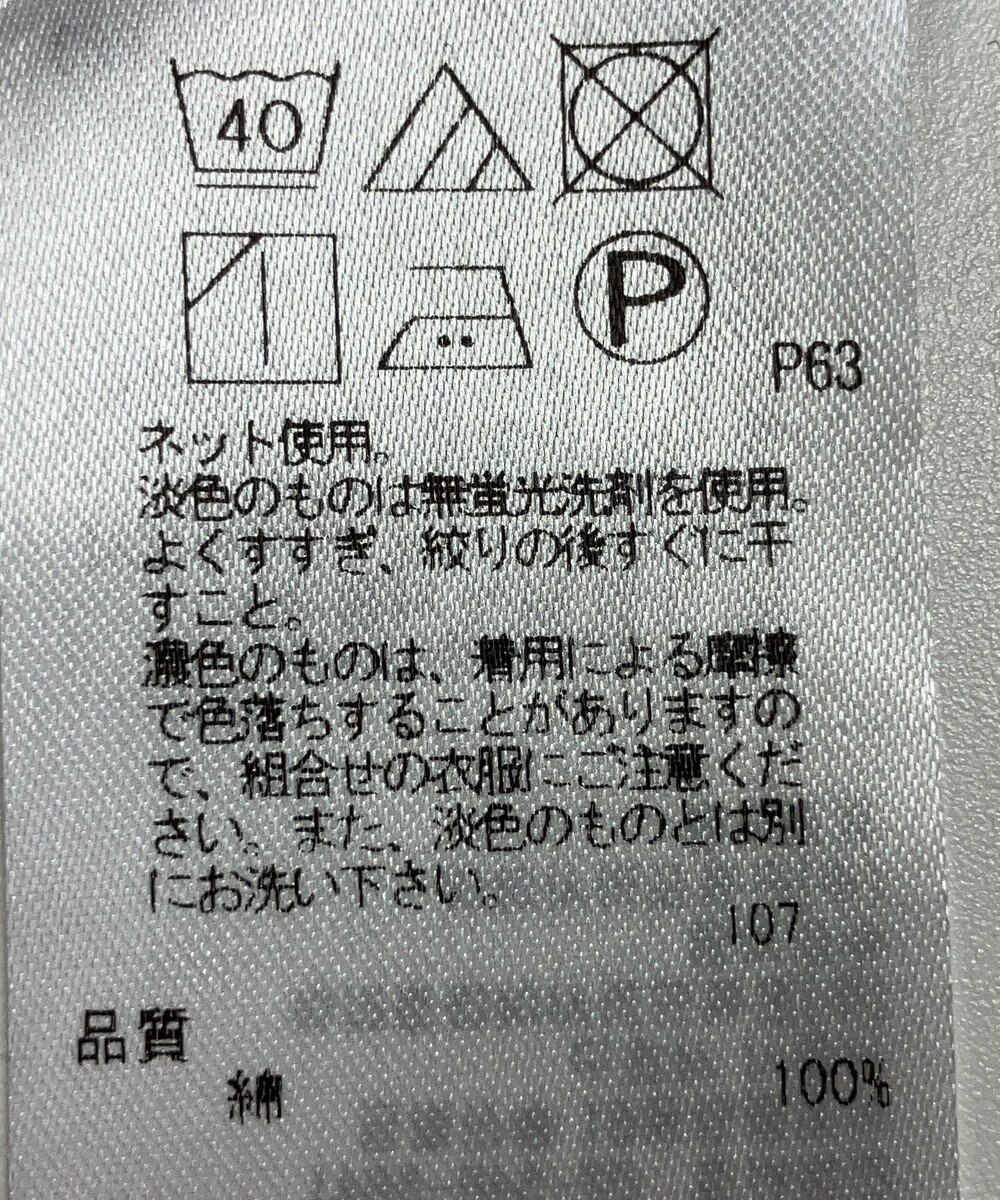 40
P
P63
ネット使用。
淡色のものは無蛍光洗剤を使用。
よくすすぎ、絞りの後すぐに干
すこと。
濃色のものは、着用による摩擦
で色落ちすることがありますの
で、組合せの衣服にご注意くだ
さい。また、淡色のものとは別
にお洗い下さい。
107
品質
綿 100%